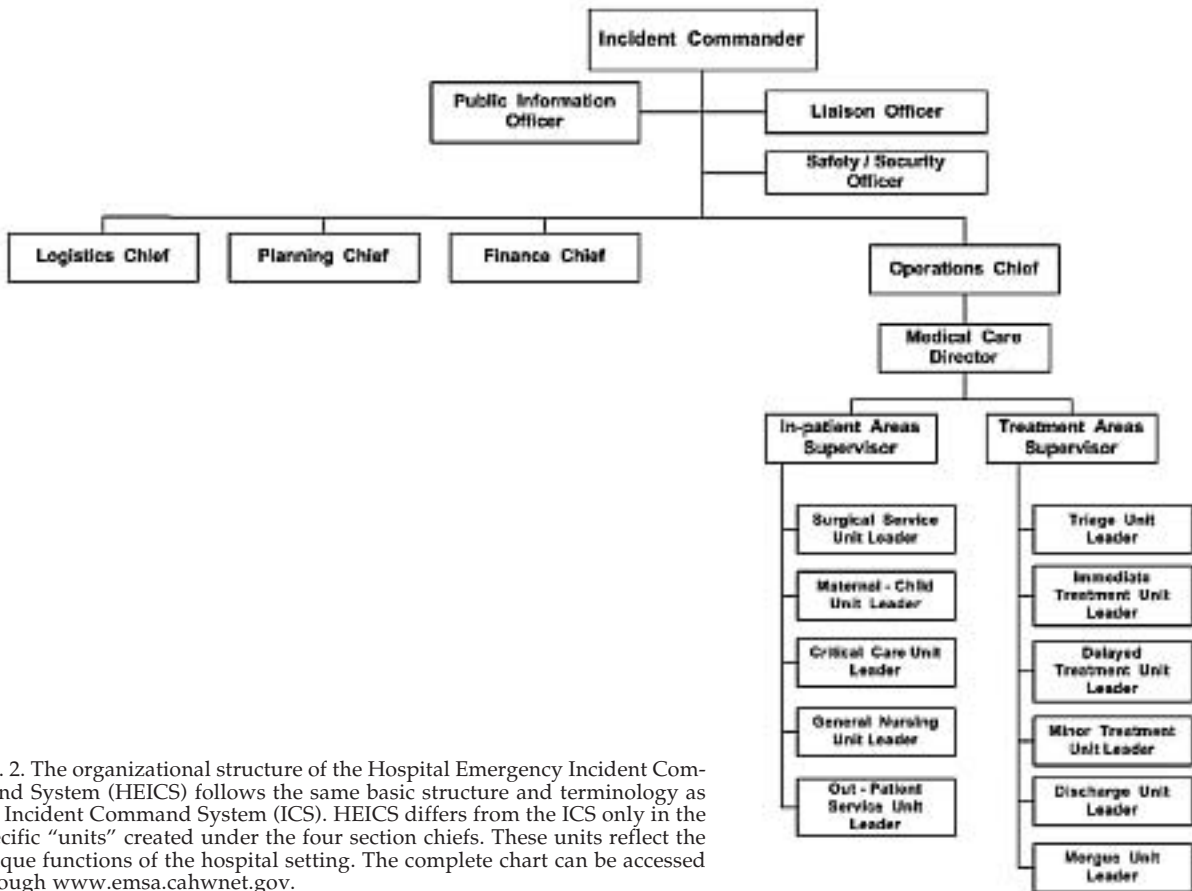 Incident Commander
Public Information
Officer
Liaison Officer
Safety / Security
Officer
Logistics Chief
Planning Chief
Finance Chief
Operations Chief
Medical Care
Director
In-patient Areas
Supervisor
Treatment Areas
Supervisor
Surgical Service
Unit Leader
Maternal - Child
Unit Leader
Critical Care Unit
Leader
General Nursing
Unit Leader
Out - Patient
Service Unit
Leader
Triage Unit
Leader
Immediate
Treatment Unit
Leader
Delayed
Treatment Unit
Leader
Minor Treatment
Unit Leader
Discharge Unit
Leader
Morgue Unit
Leader
. 2. The organizational structure of the Hospital Emergency Incident Com-
nd System (HEICS) follows the same basic structure and terminology as
Incident Command System (ICS). HEICS differs from the ICS only in the
ecific “units” created under the four section chiefs. These units reflect the
que functions of the hospital setting. The complete chart can be accessed
ough www.emsa.cahwnet.gov.